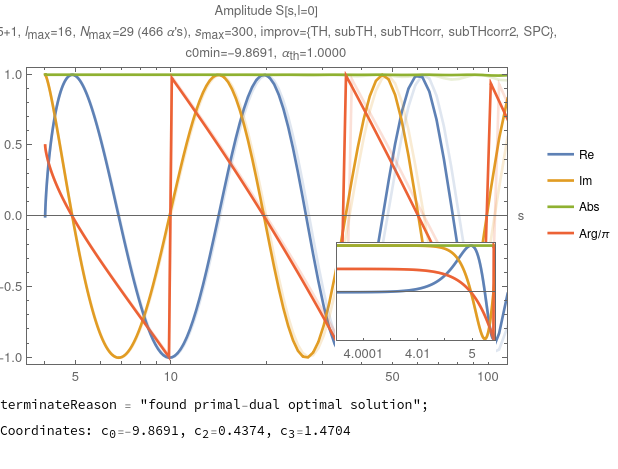 Amplitude S[s,l=0]
5+1, lmax=16, Nmax=29 (466 α's), smax=300, improv={TH, subTH, subTHcorr, subTHcorr2, SPC},
c0min=-9.8691, αth=1.0000
1.0
0.5
0.0
-0.5
-1.0
5
10
50
100
s
4.0001
4.01
5
Re
Im
Abs
Arg/π
terminateReason = "found primal-dual optimal solution";
Coordinates: c0=-9.8691, c2=0.4374, c3=1.4704